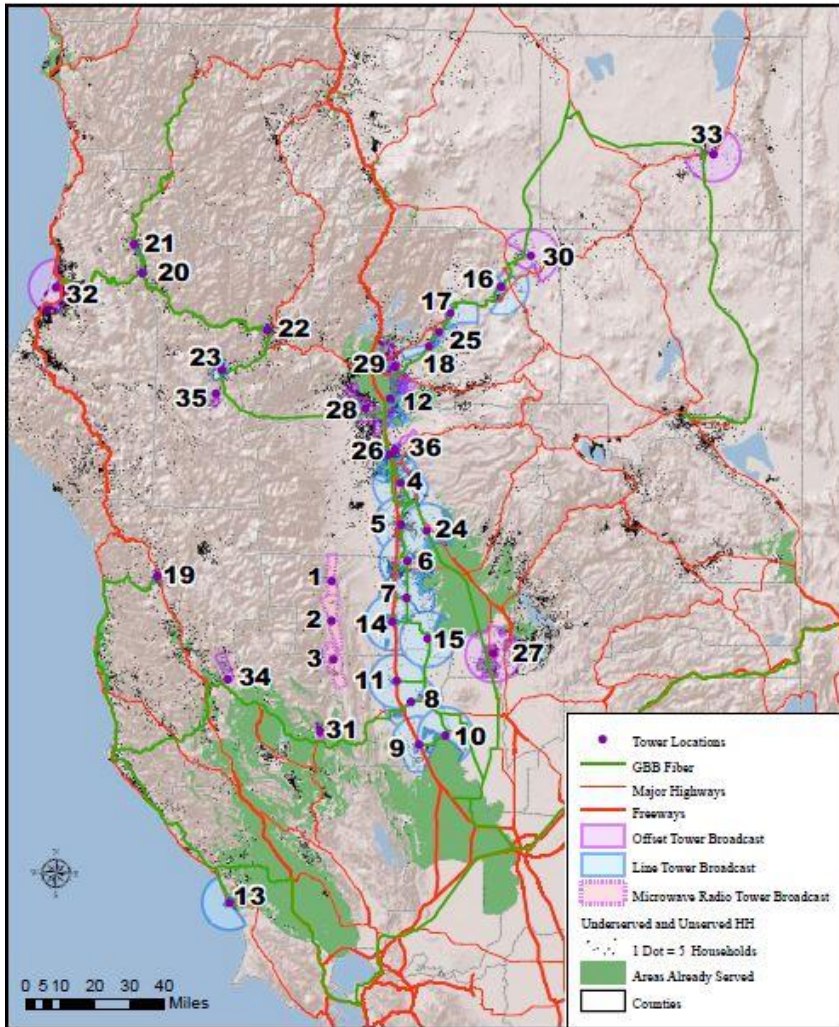 33
30
21
20
16
32
17
22
25
23
29
18
35
12
28
26
36
4
5
24
6
19
1
7
2
14
15
3
27
34
11
8
31
9
10
13
Tower Locations
GBB Fiber
Major Highways
Freeways
Offset Tower Broadcast
Line Tower Broadcast
Microwave Radio Tower Broadcast
Underserved and Unserved HH
1 Dot = 5 Households
Areas Already Served
Counties
0 5 10 20 30 40
Miles